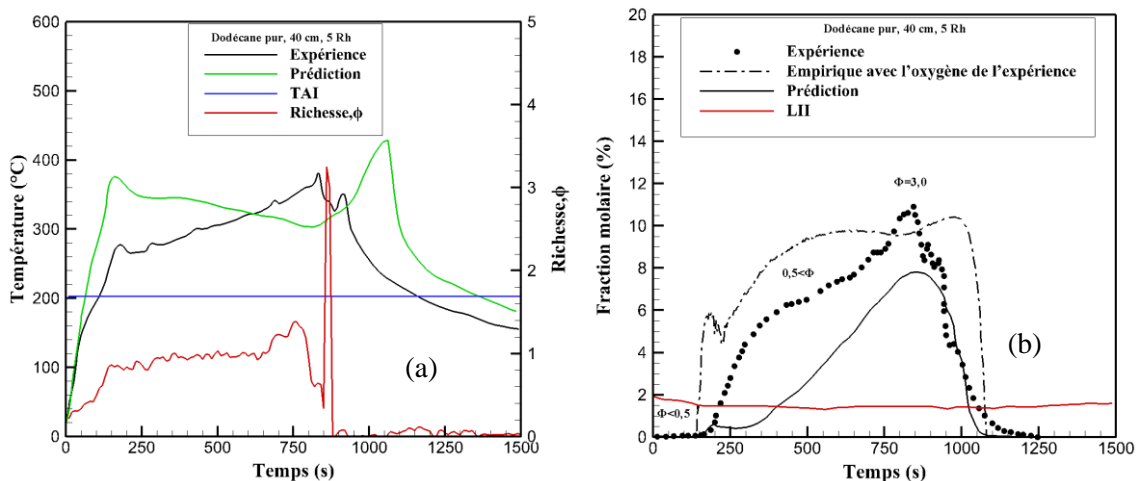 Dodécane pur, 40 cm, 5 Rh
Expérience
Prédiction
TAI
Richesse,ϕ
600
500
400
300
200
100
0
Température (°C)
5
4
3
2
1
0
Richesse,ϕ
0
250
500
750
1000
1250
1500
Temps (s)
(a)
Dodécane pur, 40 cm, 5 Rh
Expérience
Empirique avec l'oxygène de l'expérience
Prédiction
LII
20
18
16
14
12
10
8
6
4
2
0
Fraction molaire (%)
Φ=3,0
0,5<Φ
Φ<0,5
0
250
500
750
1000
1250
1500
Temps (s)
(b)